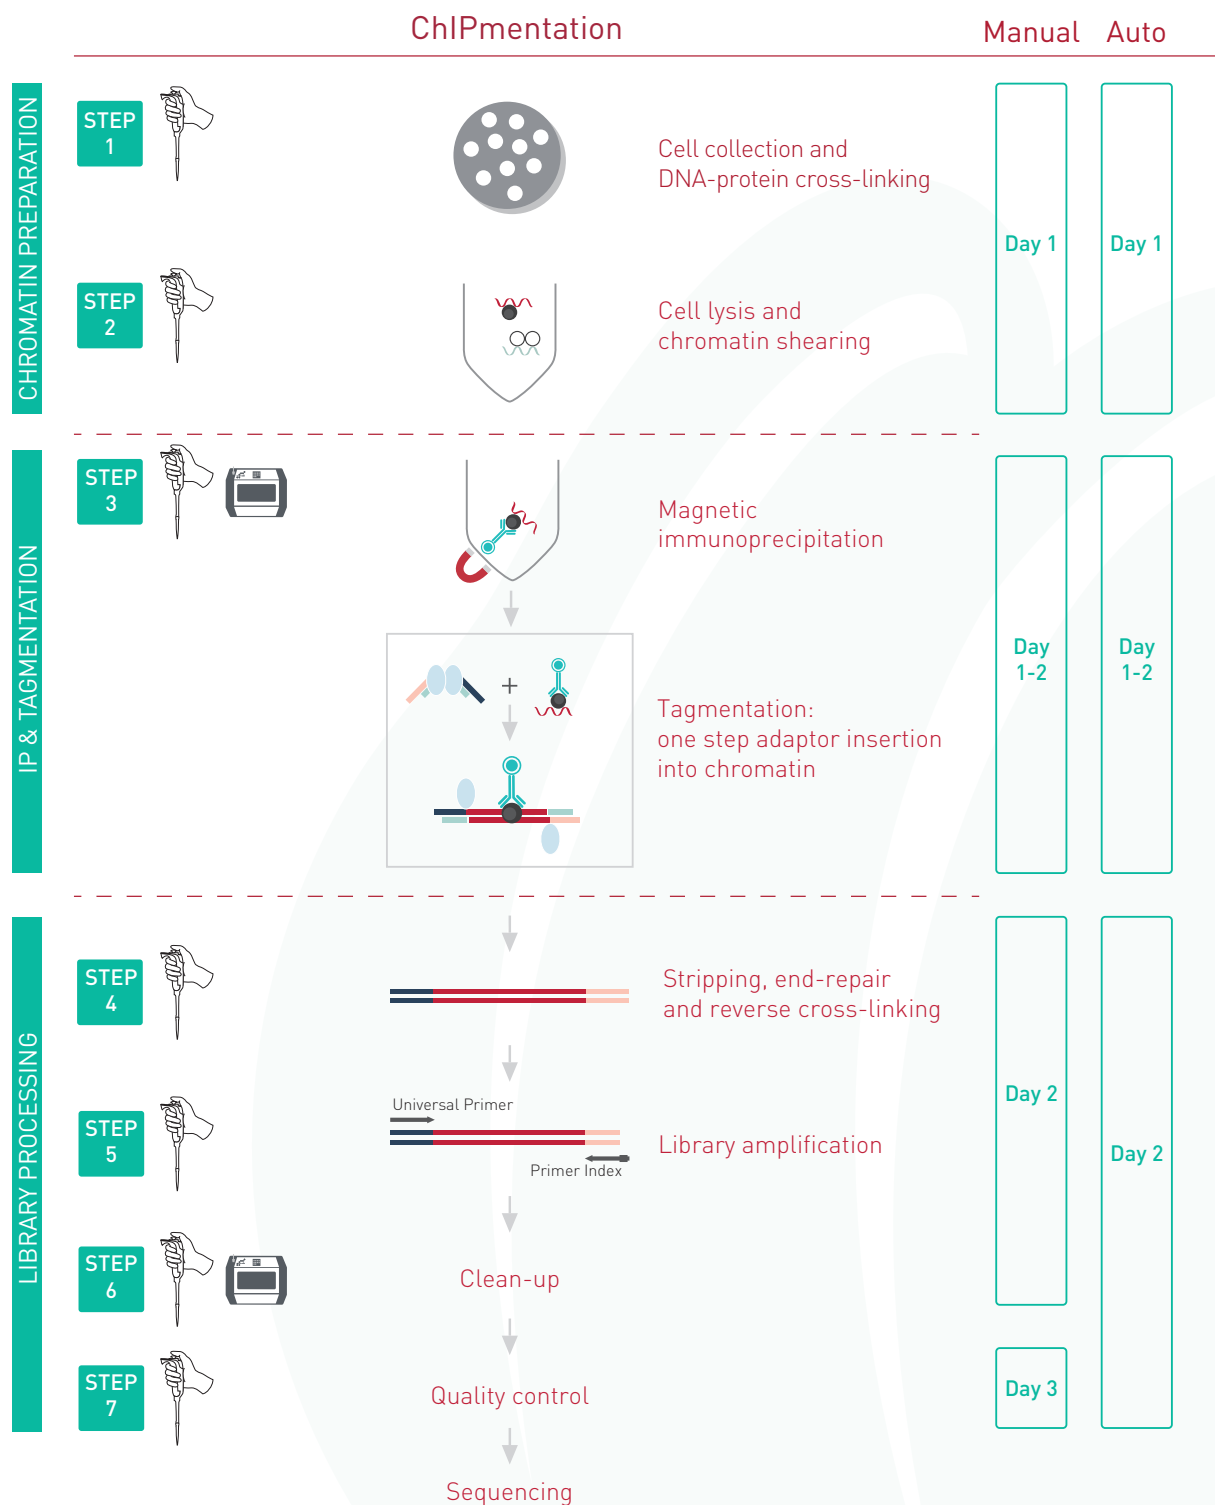 ChIPmentation
Manual
Auto
CHROMATIN PREPARATION
STEP
1
Cell collection and
DNA-protein cross-linking
Day 1
Day 1
STEP
2
Cell lysis and
chromatin shearing
IP & TAGMENTATION
STEP
3
Magnetic
immunoprecipitation
Day
1-2
Day
1-2
+
Tagmentation:
one step adaptor insertion
into chromatin
LIBRARY PROCESSING
STEP
4
Stripping, end-repair
and reverse cross-linking
Day 2
Day 2
STEP
5
Universal Primer
Primer Index
Library amplification
STEP
6
Clean-up
STEP
7
Quality control
Day 3
Sequencing